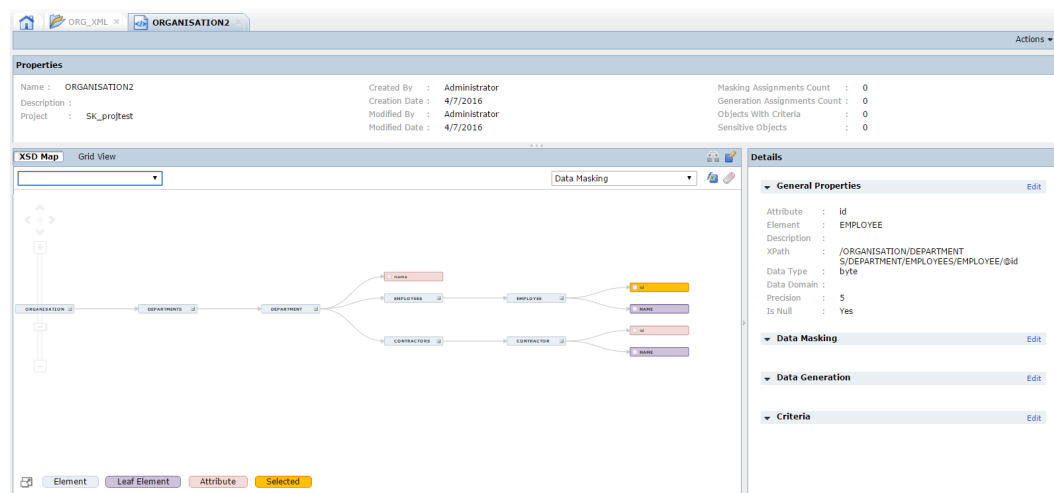 ORG_XML ×
ORGANISATION2
Actions
Properties
Name : ORGANISATION2
Description :
Project : SK_projtest
Created By : Administrator
Creation Date : 4/7/2016
Modified By : Administrator
Modified Date : 4/7/2016
Masking Assignments Count : 0
Generation Assignments Count : 0
Objects With Criteria : 0
Sensitive Objects : 0
XSD Map Grid View
Data Masking
ORGANISATION
DEPARTMENTS
DEPARTMENT
NAME
EMPLOYEES
EMPLOYEE
id
NAME
CONTRACTORS
CONTRACTOR
id
NAME
Element Leaf Element Attribute Selected
Details
General Properties Edit
Attribute : id
Element : EMPLOYEE
Description :
XPath : /ORGANISATION/DEPARTMENT
S/DEPARTMENT/EMPLOYEES/EMPLOYEE/@id
Data Type : byte
Data Domain :
Precision : 5
Is Null : Yes
Data Masking Edit
Data Generation Edit
Criteria Edit